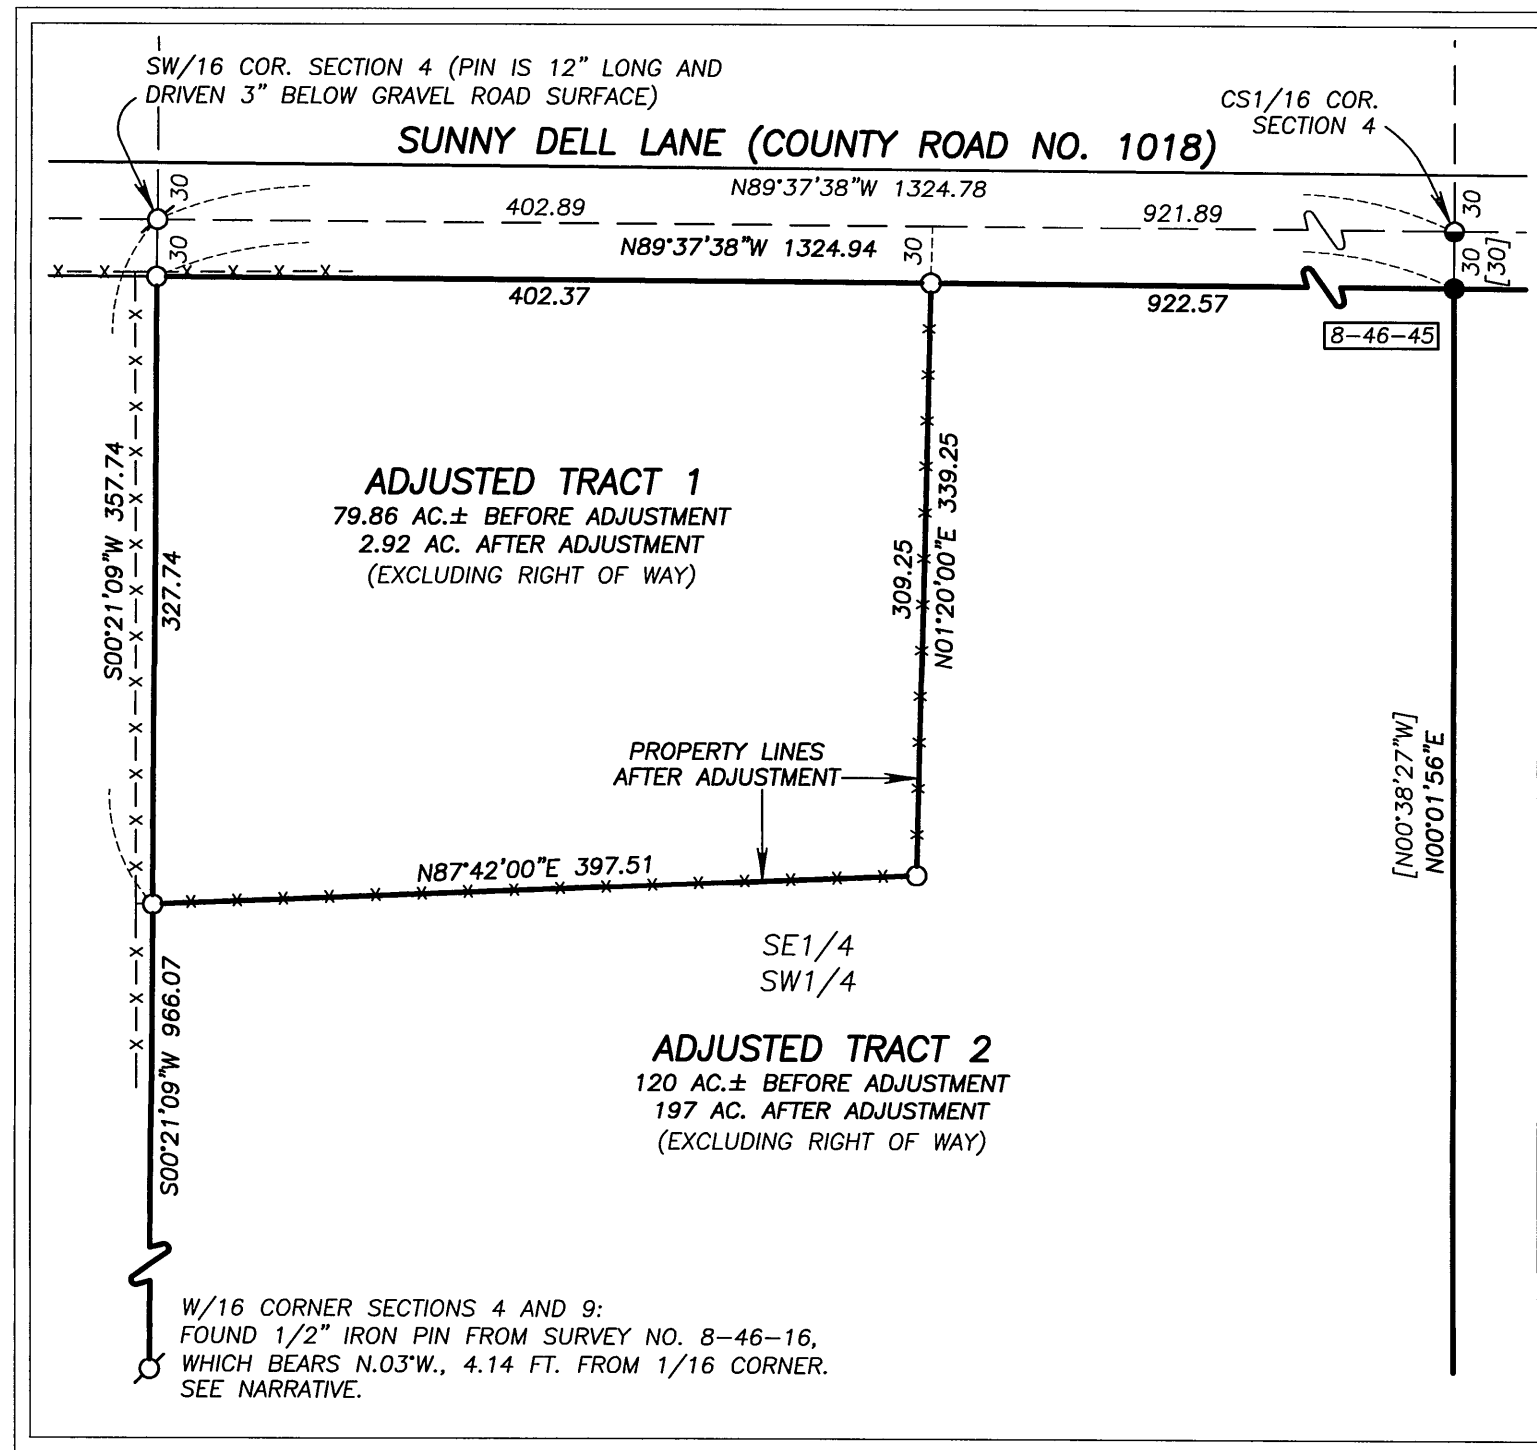 SW/16 COR. SECTION 4 (PIN IS 12" LONG AND
DRIVEN 3" BELOW GRAVEL ROAD SURFACE)
CS1/16 COR.
SECTION 4
SUNNY DELL LANE (COUNTY ROAD NO. 1018)
30
N89°37'38"W 1324.78
30
402.89
921.89
30
N89°37'38"W 1324.94
30
30
[30]
402.37
922.57
8-46-45
S00°21'09"W 357.74
327.74
ADJUSTED TRACT 1
79.86 AC.± BEFORE ADJUSTMENT
2.92 AC. AFTER ADJUSTMENT
(EXCLUDING RIGHT OF WAY)
309.25
N01°20'00"E 339.25
PROPERTY LINES
AFTER ADJUSTMENT
[N00°38'27"W]
N00°01'56"E
N87°42'00"E 397.51
SE1/4
SW1/4
S00°21'09"W 966.07
ADJUSTED TRACT 2
120 AC.± BEFORE ADJUSTMENT
197 AC. AFTER ADJUSTMENT
(EXCLUDING RIGHT OF WAY)
W/16 CORNER SECTIONS 4 AND 9:
FOUND 1/2" IRON PIN FROM SURVEY NO. 8-46-16,
WHICH BEARS N.03°W., 4.14 FT. FROM 1/16 CORNER.
SEE NARRATIVE.